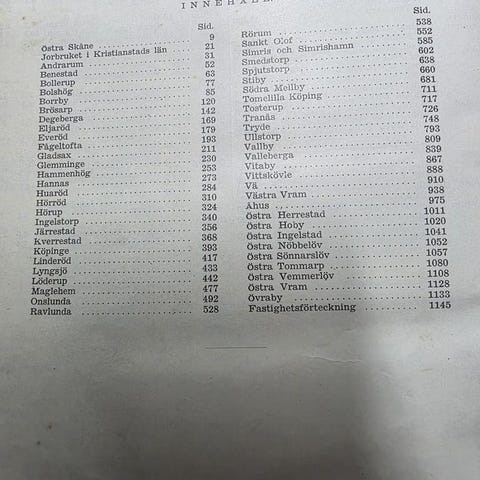 INNEHÅLL
Sid.
Östra Skåne 9
Jorbruket i Kristianstads län 21
Andrarum 31
Benestad 52
Bollerup 63
Bolshög 77
Borrby 85
Brösarp 120
Degeberga 142
Eljaröd 169
Everöd 179
Fågeltofta 193
Gladsax 211
Glemminge 230
Hammenhög 253
Hannas 273
Huaröd 284
Hörröd 310
Hörup 324
Ingelstorp 340
Järrestad 356
Kverrestad 368
Köpinge 393
Linderöd 417
Lyngsjö 433
Löderup 442
Maglehem 477
Onslunda 492
Ravlunda 528
Sid.
Rörum 538
Sankt Olof 552
Simris och Simrishamn 585
Smedstorp 602
Spjutstorp 638
Stiby 660
Södra Mellby 681
Tomelilla Köping 711
Tosterup 717
Tranås 726
Tryde 748
Ullstorp 793
Vallby 809
Valleberga 839
Vitaby 867
Vittskövle 888
Vä 910
Västra Vram 938
Åhus 975
Östra Herrestad 1011
Östra Hoby 1020
Östra Ingelstad 1041
Östra Nöbbelöv 1052
Östra Sönnarslöv 1057
Östra Tommarp 1080
Östra Vemmerlöv 1108
Östra Vram 1128
Övraby 1133
Fastighetsförteckning 1145